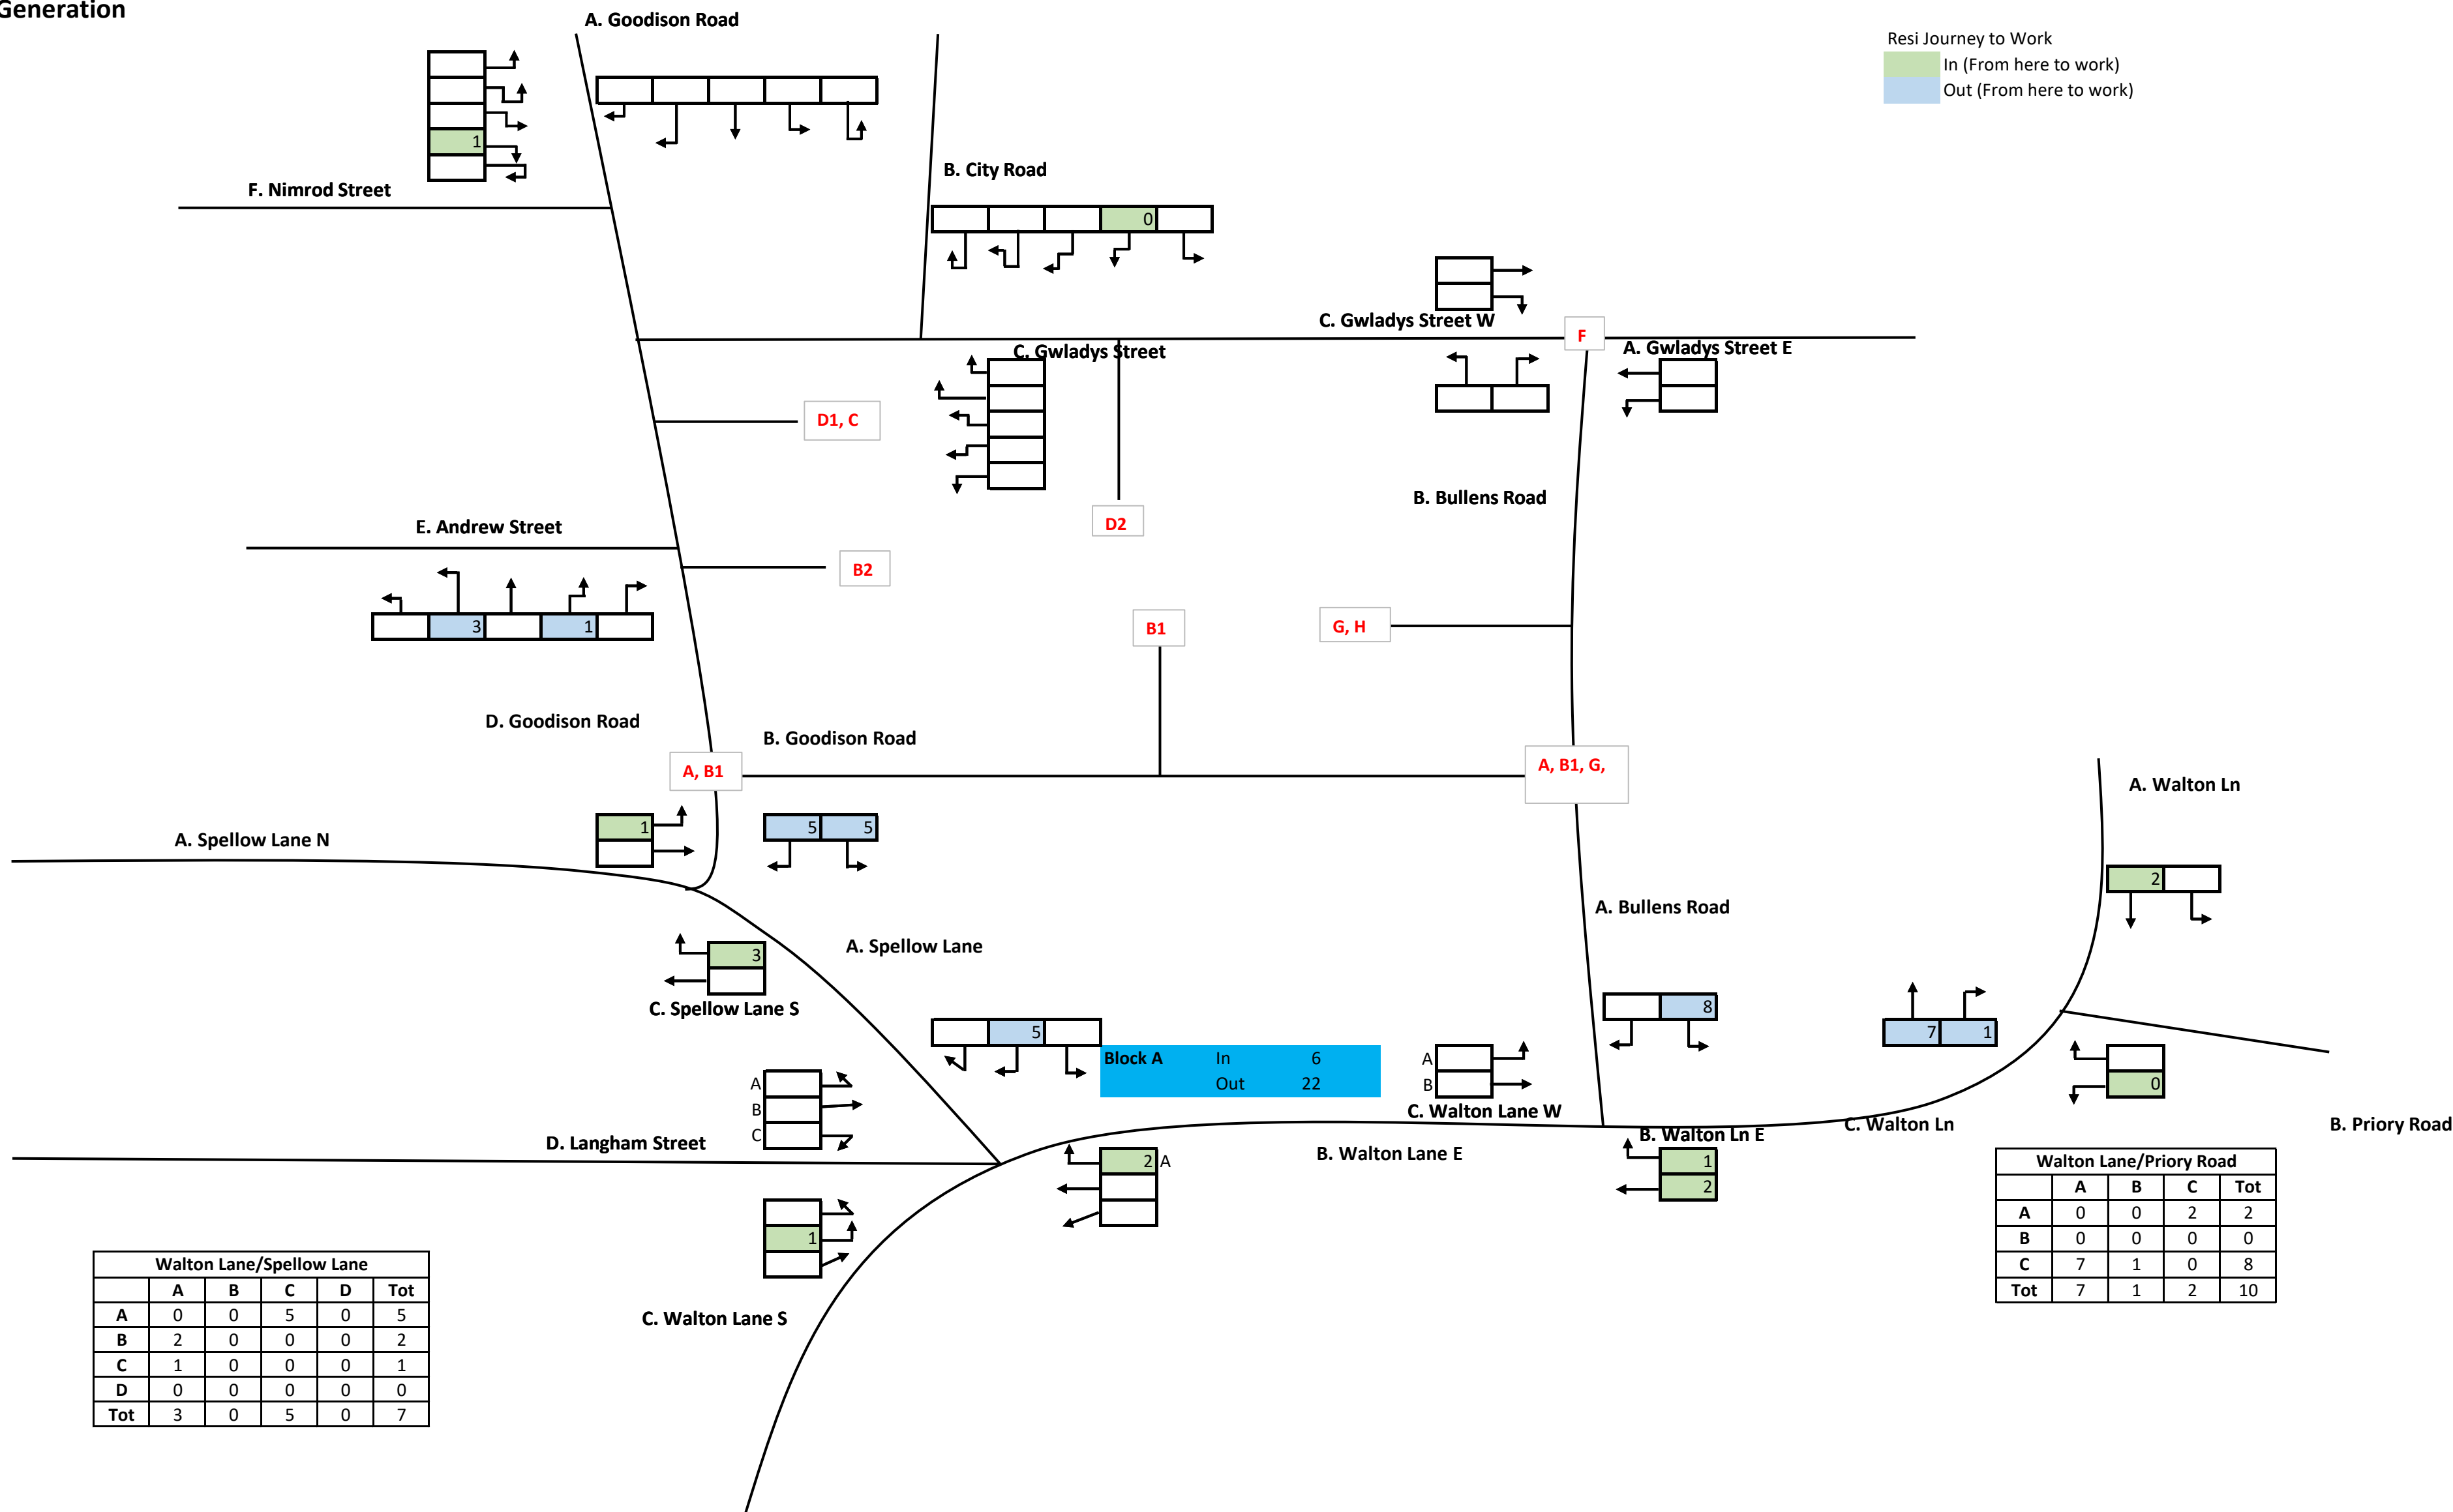 Generation
A. Goodison Road
Resi Journey to Work
In (From here to work)
Out (From here to work)
1
B. City Road
F. Nimrod Street
0
C. Gwladys Street W
F
C. Gwladys Street
A. Gwladys Street E
D1, C
B. Bullens Road
E. Andrew Street
D2
B2
3 1
B1
G, H
D. Goodison Road
B. Goodison Road
A, B1
A, B1, G,
A. Walton Ln
1
5 5
A. Spellow Lane N
2
A. Bullens Road
A. Spellow Lane
3
C. Spellow Lane S
8
5
7 1
Block A In 6
Out 22
A
B
0
A
B
C
C. Walton Lane W
C. Walton Ln
B. Priory Road
D. Langham Street
B. Walton Ln E
B. Walton Lane E
2 A
1
2
1
C. Walton Lane S
Walton Lane/Priory Road
A B C Tot
A 0 0 2 2
B 0 0 0 0
C 7 1 0 8
Tot 7 1 2 10
Walton Lane/Spellow Lane
A B C D Tot
A 0 0 5 0 5
B 2 0 0 0 2
C 1 0 0 0 1
D 0 0 0 0 0
Tot 3 0 5 0 7